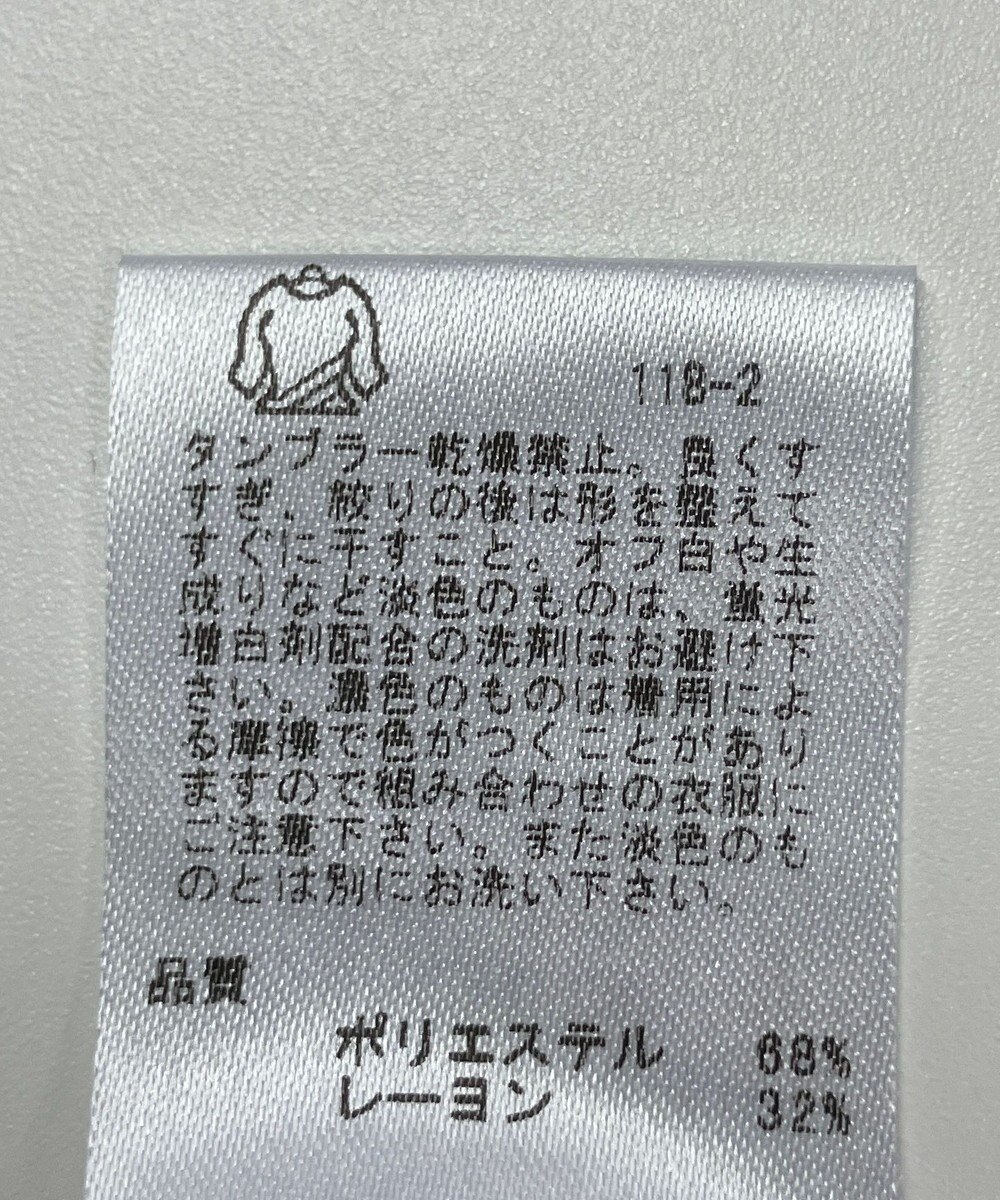 118-2
タンブラー乾燥禁止。良くす
すぎ、絞りの後は形を整えて
すぐに干すこと。オフ白や生
成りなど淡色のものは、蛍光
増白剤配合の洗剤はお避け下
さい。濃色のものは着用によ
る摩擦で色がつくことがあり
ますので組み合わせの衣服に
ご注意下さい。また淡色のも
のとは別にお洗い下さい。
品質
ポリエステル 68%
レーヨン 32%